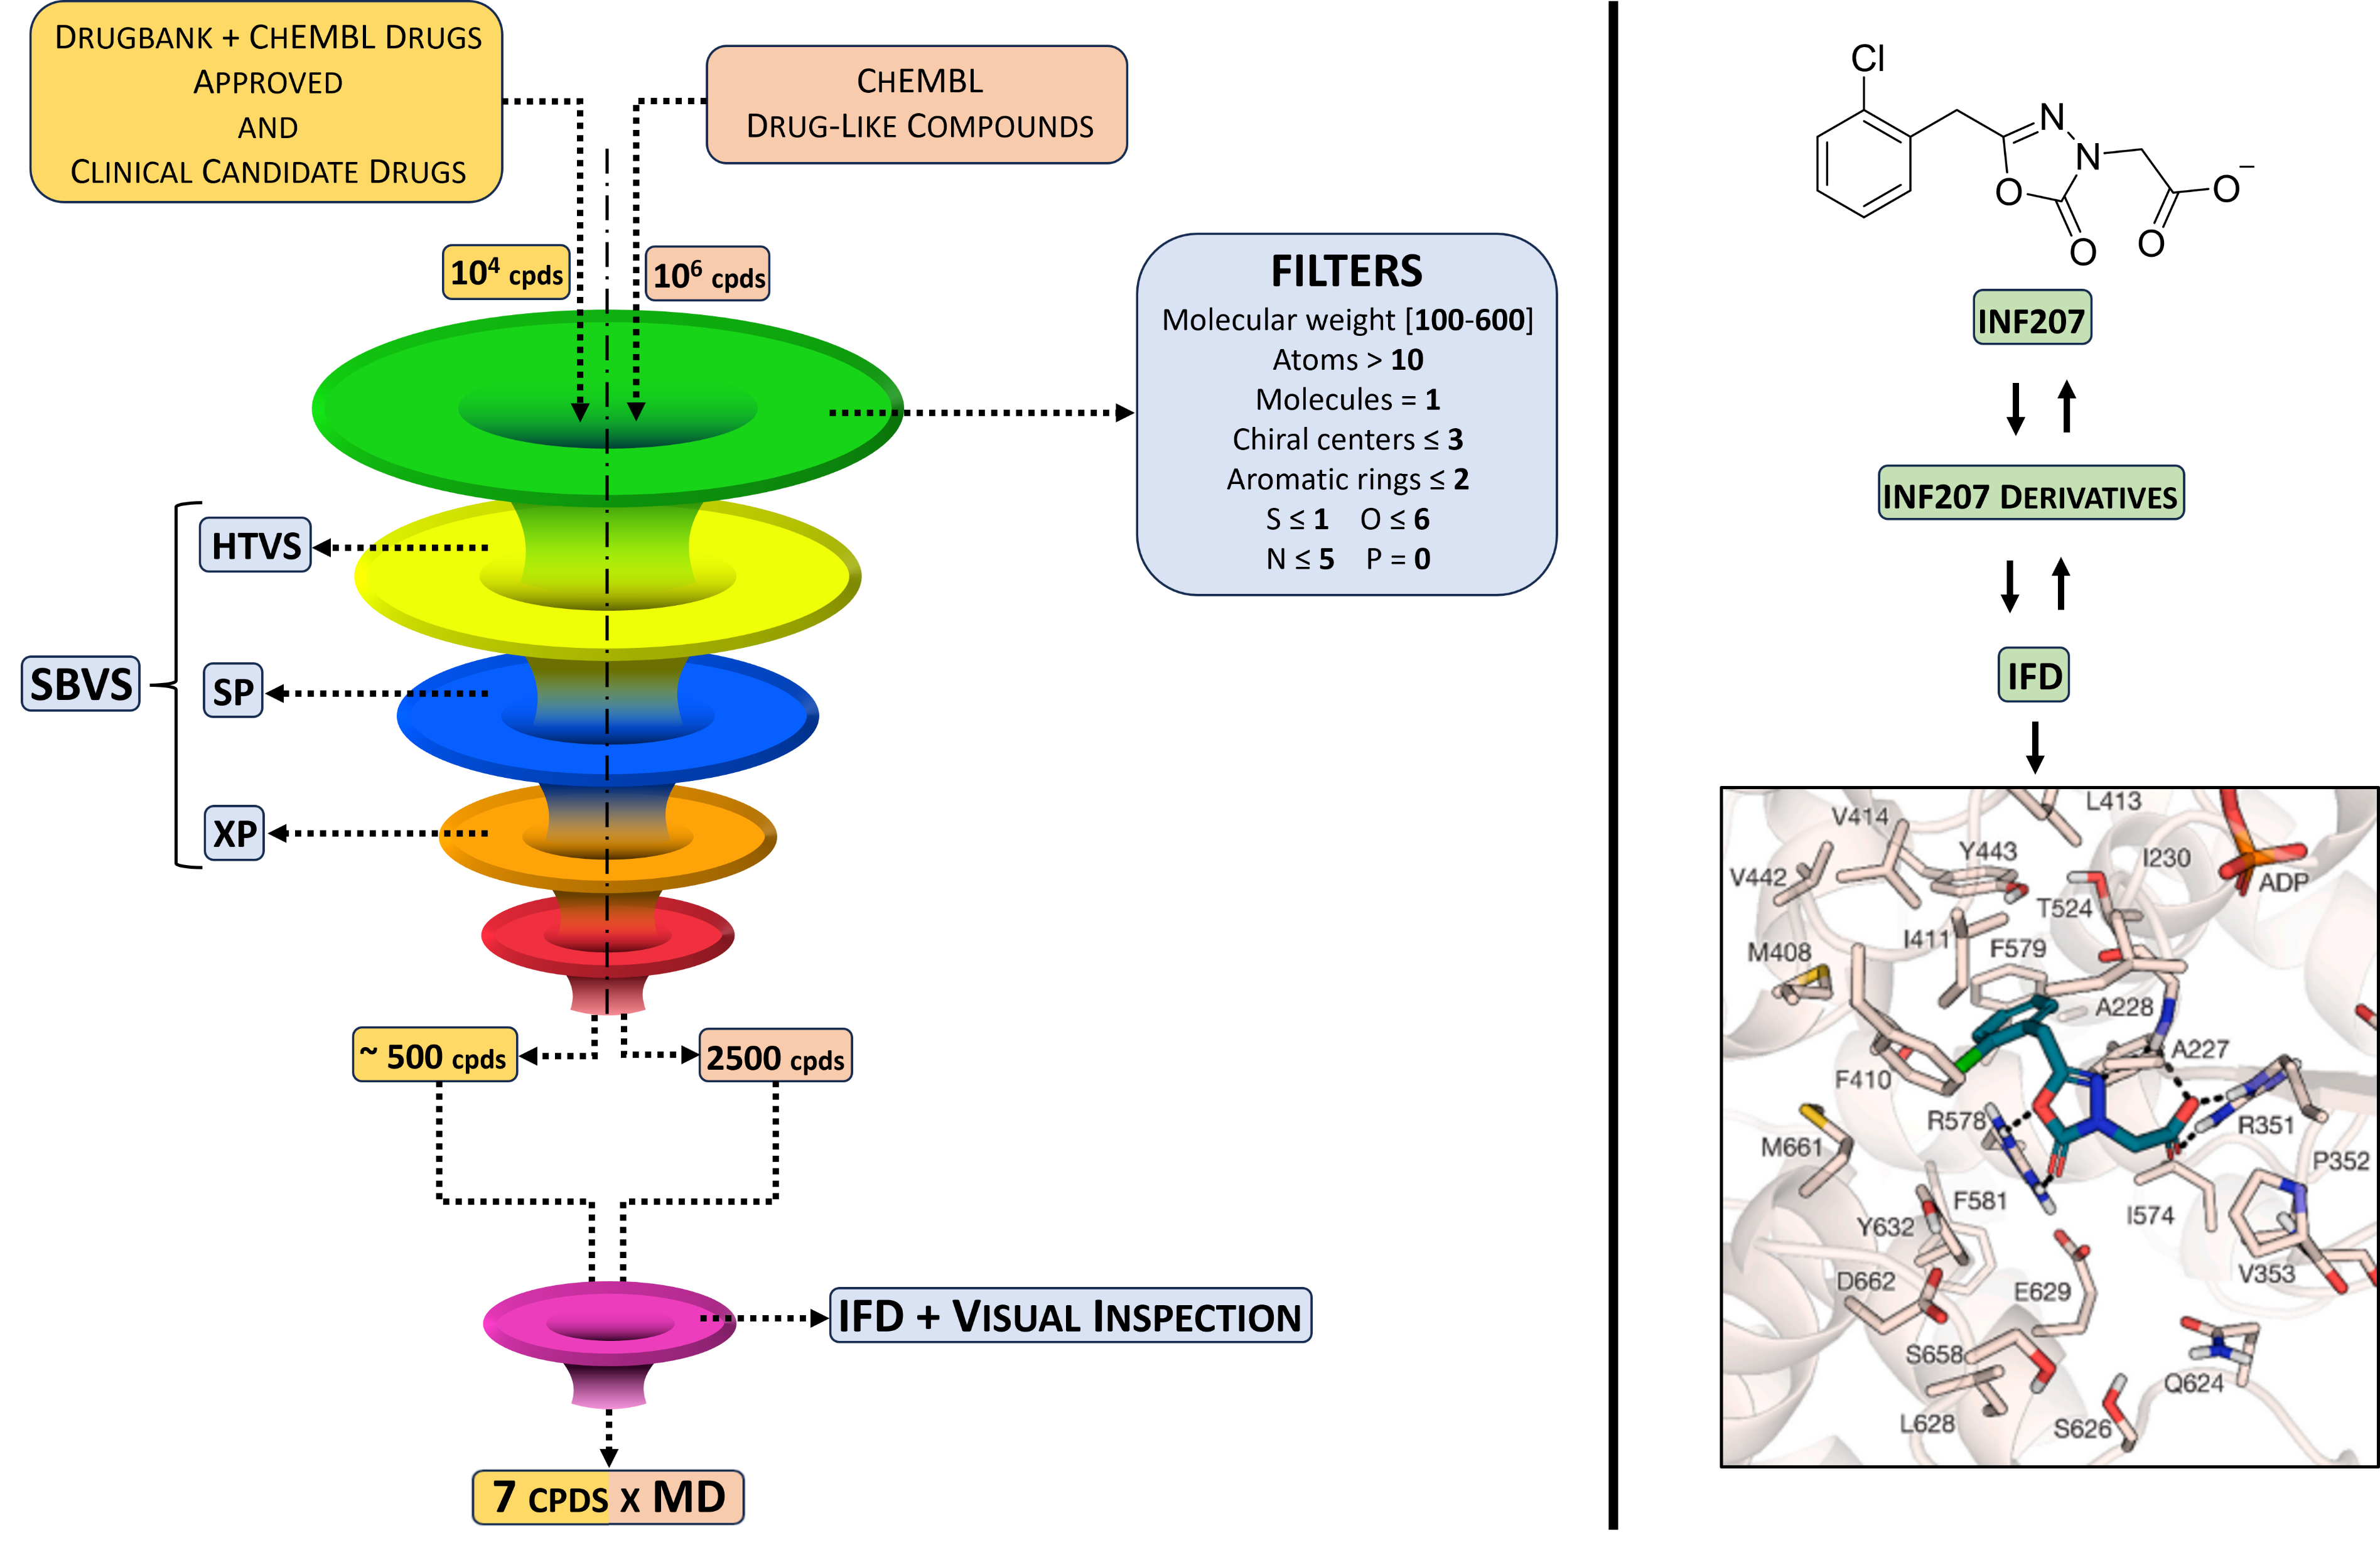 DRUGBANK + CHEMBL DRUGS
APPROVED
AND
CLINICAL CANDIDATE DRUGS
CHEMBL
DRUG-LIKE COMPOUNDS
10⁴ cpds
10⁶ cpds
FILTERS
Molecular weight [100-600]
Atoms > 10
Molecules = 1
Chiral centers ≤ 3
Aromatic rings ≤ 2
S ≤ 1 O ≤ 6
N ≤ 5 P = 0
SBVS
HTVS
SP
XP
~ 500 cpds
2500 cpds
IFD + VISUAL INSPECTION
7 CPDS X MD
Cl
N
N
O
O
O
O⁻
INF207
INF207 DERIVATIVES
IFD
L413
V414
Y443
I230
V442
ADP
T524
I411
F579
M408
A228
A227
F410
R578
R351
M661
P352
F581
I574
Y632
V353
D662
E629
S658
Q624
L628
S626